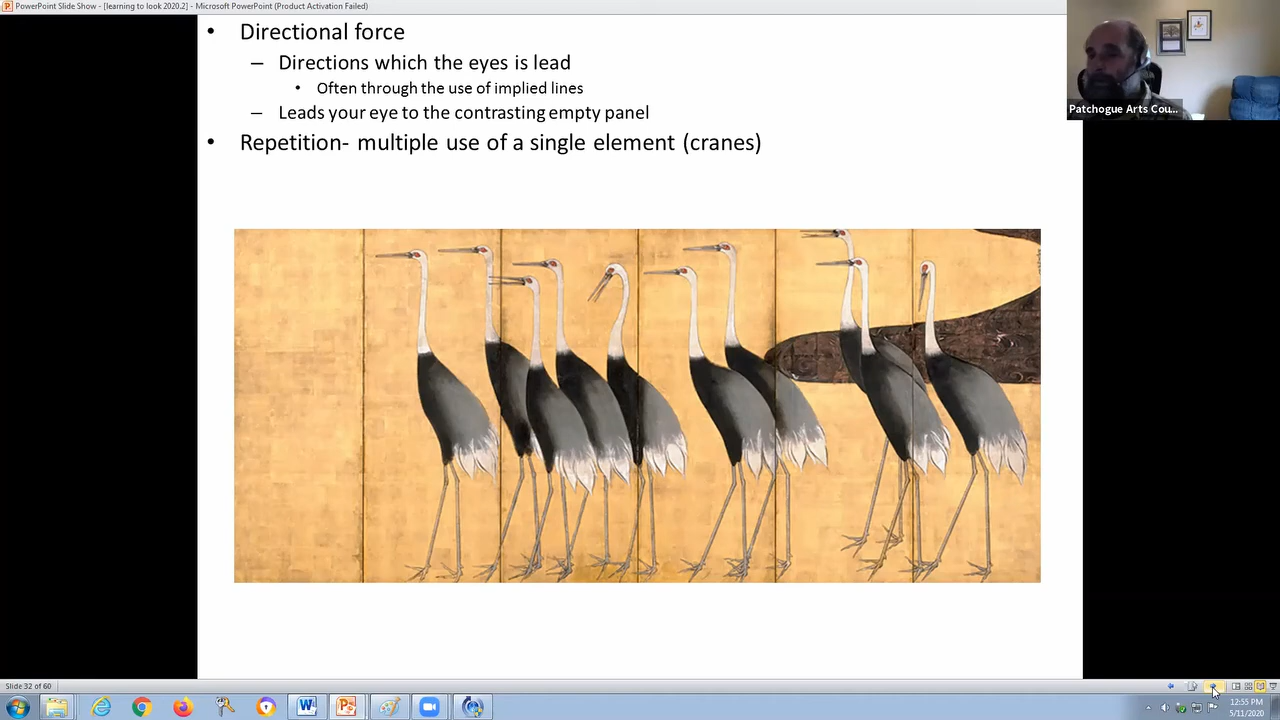 PowerPoint Slide Show - [learning to look 2020.2] - Microsoft PowerPoint (Product Activation Failed)
• Directional force
– Directions which the eyes is lead
• Often through the use of implied lines
– Leads your eye to the contrasting empty panel
• Repetition- multiple use of a single element (cranes)
Patchogue Arts Cou...
Slide 32 of 60
12:55 PM
5/11/2020